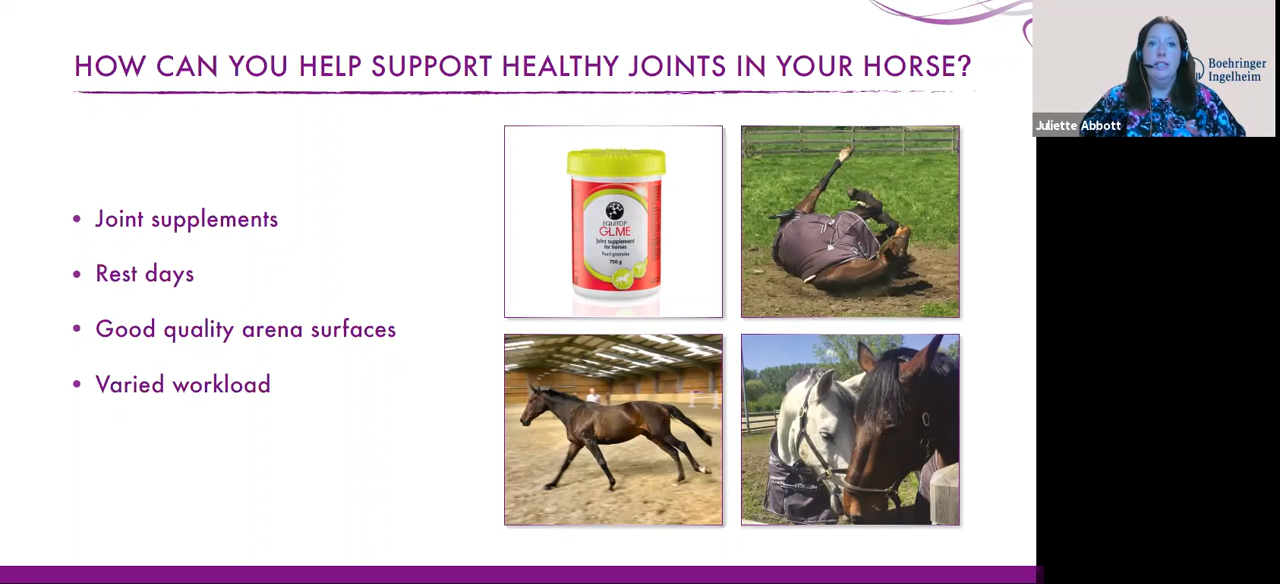 HOW CAN YOU HELP SUPPORT HEALTHY JOINTS IN YOUR HORSE?
Boehringer
Ingelheim
Juliette Abbott
• Joint supplements
• Rest days
• Good quality arena surfaces
• Varied workload
EQUITOP
GLME
Joint supplement
for horses
Feed granules
750 g